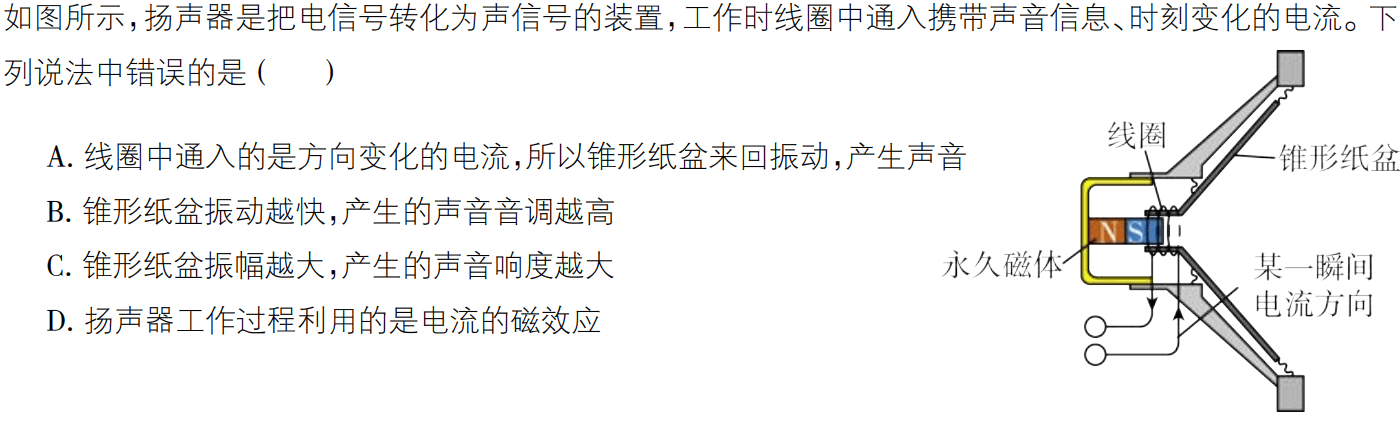 如图所示,扬声器是把电信号转化为声信号的装置,工作时线圈中通入携带声音信息、时刻变化的电流。下
列说法中错误的是(　　)
A. 线圈中通入的是方向变化的电流,所以锥形纸盆来回振动,产生声音
B. 锥形纸盆振动越快,产生的声音音调越高
C. 锥形纸盆振幅越大,产生的声音响度越大
D. 扬声器工作过程利用的是电流的磁效应
线圈
锥形纸盆
N S
永久磁体
某一瞬间
电流方向